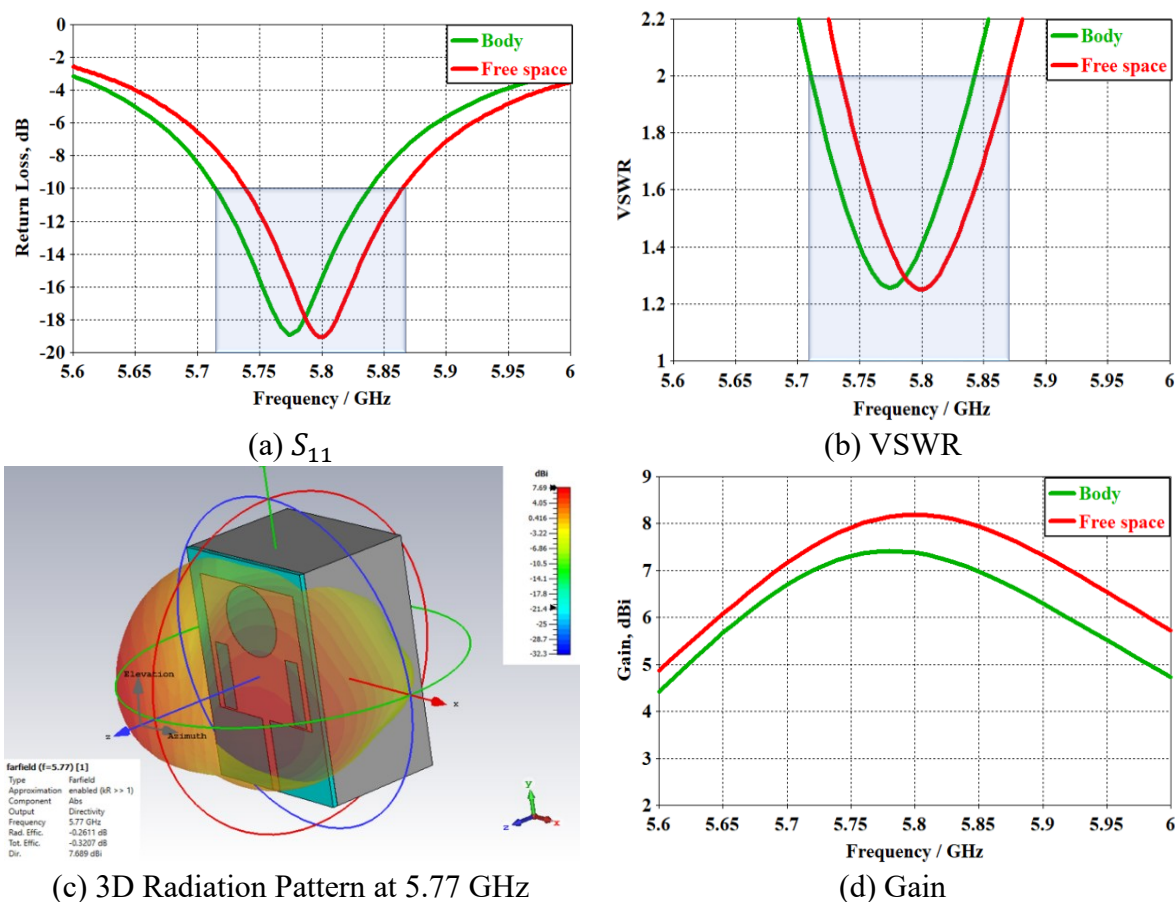 0
-2
-4
-6
-8
-10
-12
-14
-16
-18
-20
Return Loss, dB
Body
Free space
5.6 5.65 5.7 5.75 5.8 5.85 5.9 5.95 6
Frequency / GHz
(a) S₁₁
2.2
2
1.8
1.6
1.4
1.2
1
VSWR
Body
Free space
5.6 5.65 5.7 5.75 5.8 5.85 5.9 5.95 6
Frequency / GHz
(b) VSWR
dBi
7.69
4.05
0.416
-3.22
-6.86
-10.5
-14.1
-17.8
-21.4
-25
-28.7
-32.3
Elevation
Azimuth
z
x
farfield (f=5.77) [1]
Type Farfield
Approximation enabled (kR >> 1)
Component Abs
Output Directivity
Frequency 5.77 GHz
Rad. Effic. -0.2611 dB
Tot. Effic. -0.3207 dB
Dir. 7.689 dBi
y
z
x
(c) 3D Radiation Pattern at 5.77 GHz
9
8
7
6
5
4
3
2
Gain, dBi
Body
Free space
5.6 5.65 5.7 5.75 5.8 5.85 5.9 5.95 6
Frequency / GHz
(d) Gain